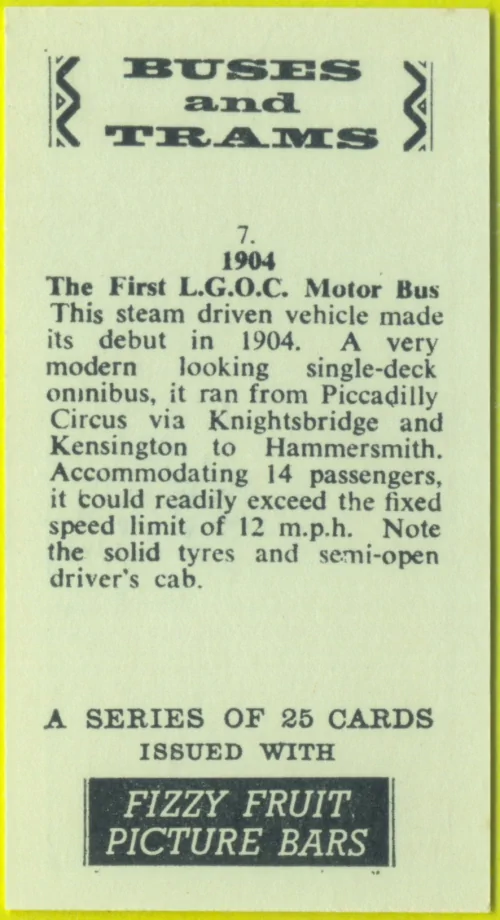 BUSES
and
TRAMS
7.
1904
The First L.G.O.C. Motor Bus
This steam driven vehicle made
its debut in 1904. A very
modern looking single-deck
omnibus, it ran from Piccadilly
Circus via Knightsbridge and
Kensington to Hammersmith.
Accommodating 14 passengers,
it could readily exceed the fixed
speed limit of 12 m.p.h. Note
the solid tyres and semi-open
driver's cab.
A SERIES OF 25 CARDS
ISSUED WITH
FIZZY FRUIT
PICTURE BARS